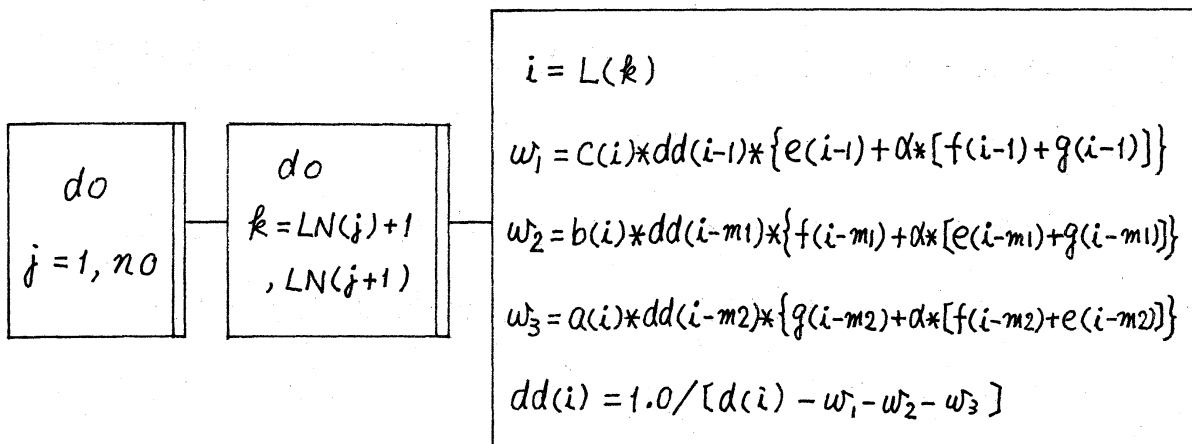 do
j = 1, no
do
k = LN(j)+1
, LN(j+1)
i = L(k)
w₁ = c(i)*dd(i-1)*{e(i-1)+α*[f(i-1)+g(i-1)]}
w₂ = b(i)*dd(i-m1)*{f(i-m1)+α*[e(i-m1)+g(i-m1)]}
w₃ = a(i)*dd(i-m2)*{g(i-m2)+α*[f(i-m2)+e(i-m2)]}
dd(i) = 1.0/[d(i) - w₁ - w₂ - w₃]